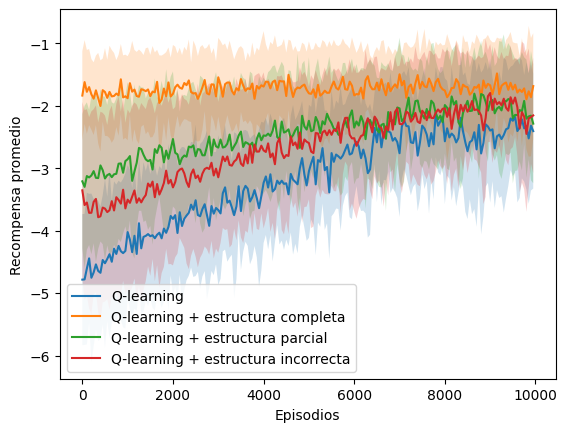 −1
−2
−3
−4
−5
−6
Recompensa promedio
Q-learning
Q-learning + estructura completa
Q-learning + estructura parcial
Q-learning + estructura incorrecta
0 2000 4000 6000 8000 10000
Episodios